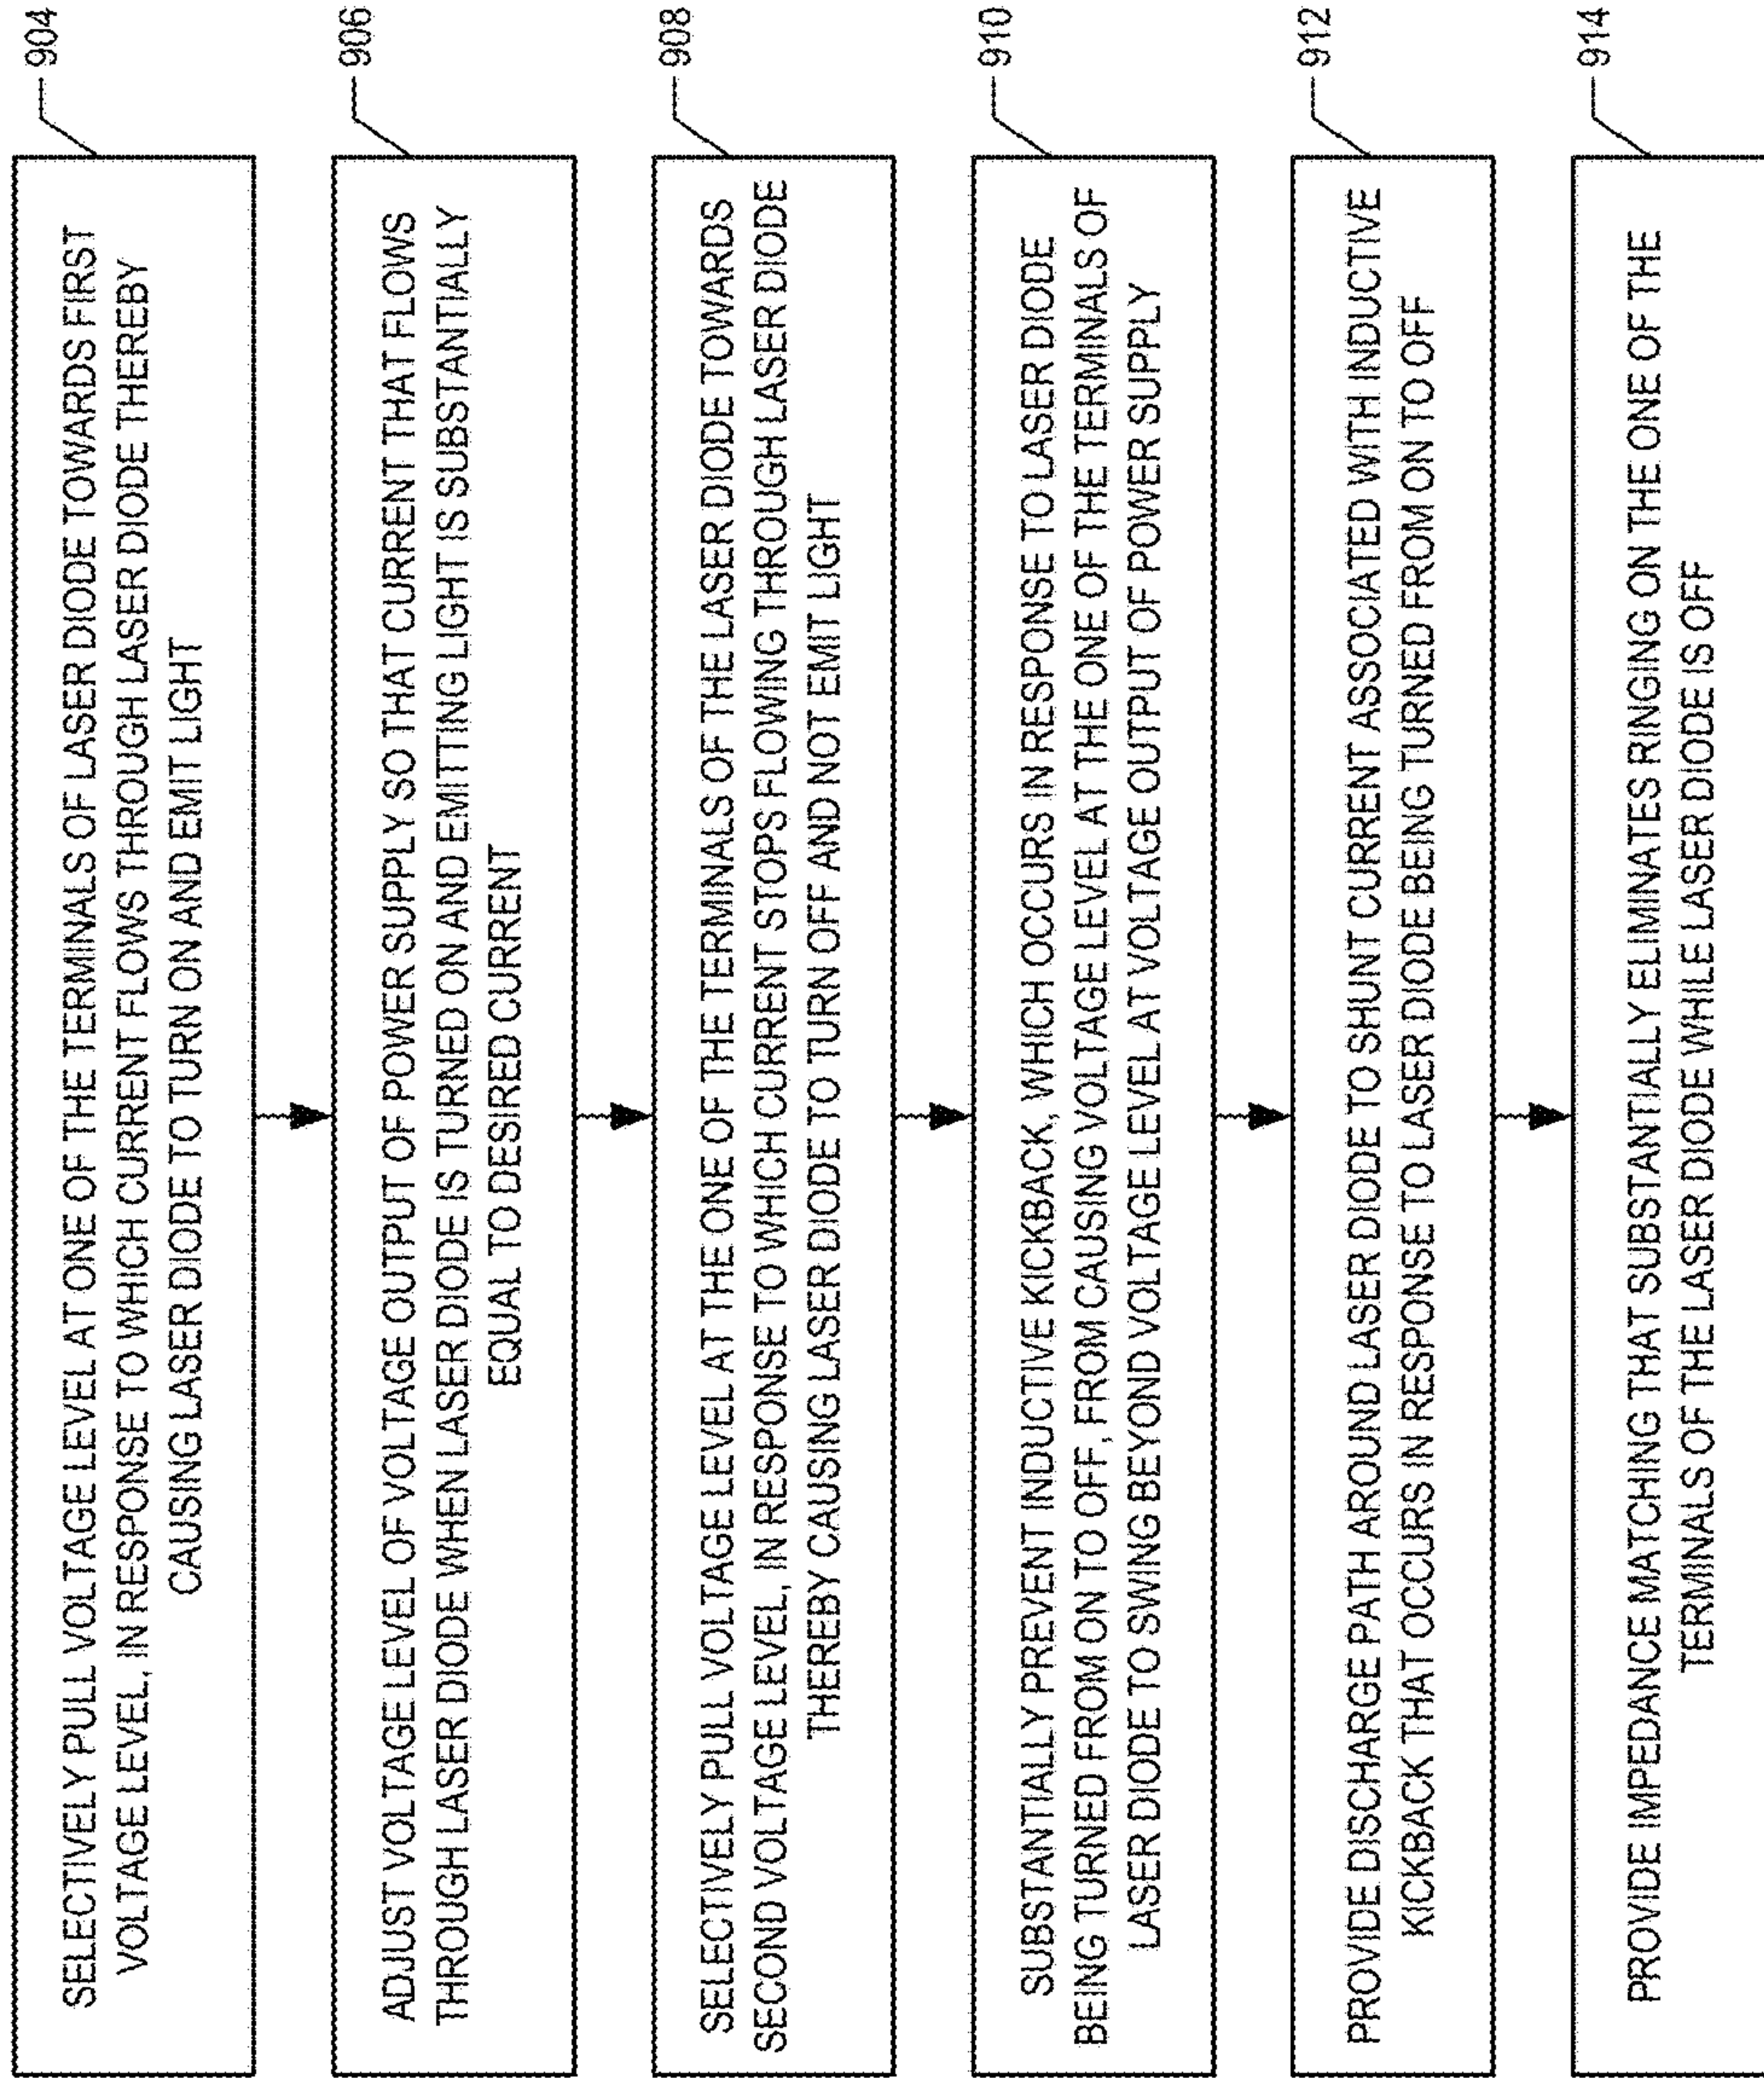 SELECTIVELY PULL VOLTAGE LEVEL AT ONE OF THE TERMINALS OF LASER DIODE TOWARDS FIRST
VOLTAGE LEVEL, IN RESPONSE TO WHICH CURRENT FLOWS THROUGH LASER DIODE THEREBY
CAUSING LASER DIODE TO TURN ON AND EMIT LIGHT
904
ADJUST VOLTAGE LEVEL OF VOLTAGE OUTPUT OF POWER SUPPLY SO THAT CURRENT THAT FLOWS
THROUGH LASER DIODE WHEN LASER DIODE IS TURNED ON AND EMITTING LIGHT IS SUBSTANTIALLY
EQUAL TO DESIRED CURRENT
906
SELECTIVELY PULL VOLTAGE LEVEL AT THE ONE OF THE TERMINALS OF THE LASER DIODE TOWARDS
SECOND VOLTAGE LEVEL, IN RESPONSE TO WHICH CURRENT STOPS FLOWING THROUGH LASER DIODE
THEREBY CAUSING LASER DIODE TO TURN OFF AND NOT EMIT LIGHT
908
SUBSTANTIALLY PREVENT INDUCTIVE KICKBACK, WHICH OCCURS IN RESPONSE TO LASER DIODE
BEING TURNED FROM ON TO OFF, FROM CAUSING VOLTAGE LEVEL AT THE ONE OF THE TERMINALS OF
LASER DIODE TO SWING BEYOND VOLTAGE LEVEL AT VOLTAGE OUTPUT OF POWER SUPPLY
910
PROVIDE DISCHARGE PATH AROUND LASER DIODE TO SHUNT CURRENT ASSOCIATED WITH INDUCTIVE
KICKBACK THAT OCCURS IN RESPONSE TO LASER DIODE BEING TURNED FROM ON TO OFF
912
PROVIDE IMPEDANCE MATCHING THAT SUBSTANTIALLY ELIMINATES RINGING ON THE ONE OF THE
TERMINALS OF THE LASER DIODE WHILE LASER DIODE IS OFF
914